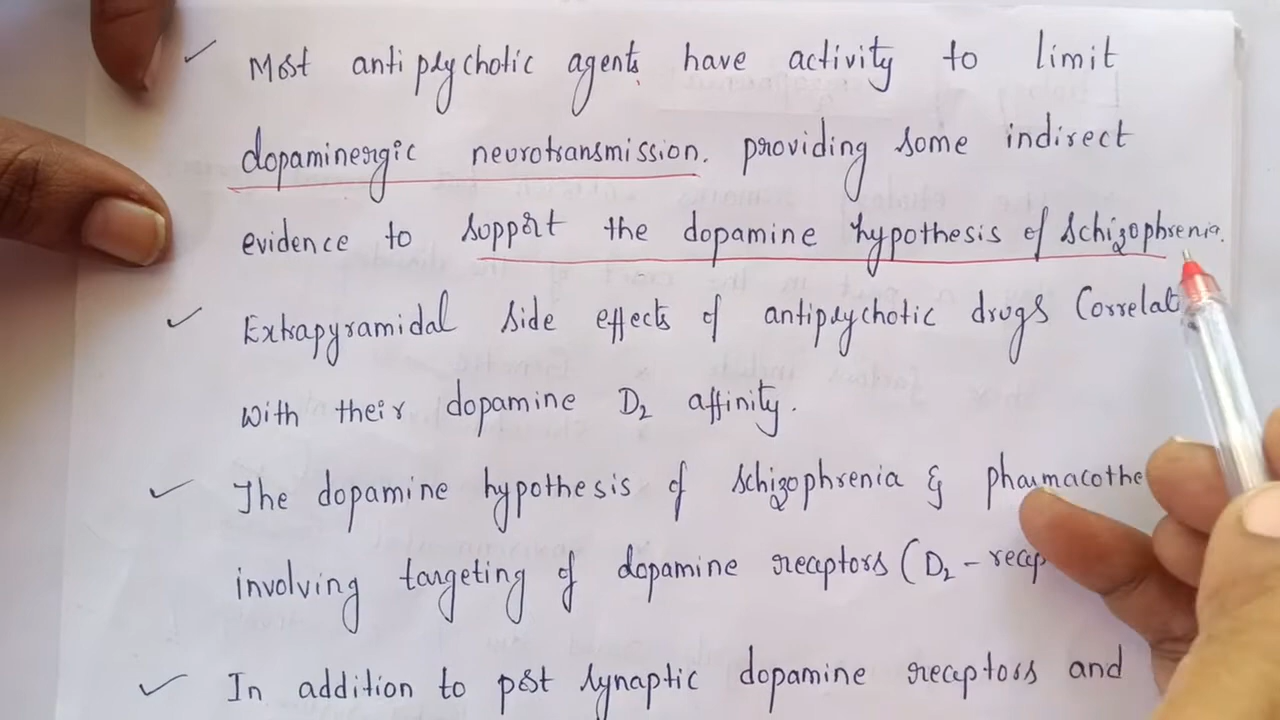 Most antipsychotic agents have activity to limit
dopaminergic neurotransmission. providing some indirect
evidence to support the dopamine hypothesis of schizophrenia.
Extrapyramidal side effects of antipsychotic drugs Correlat
with their dopamine D₂ affinity.
The dopamine hypothesis of schizophrenia & pharmacothe
involving targeting of dopamine receptors (D₂ - recep
In addition to post synaptic dopamine receptors and